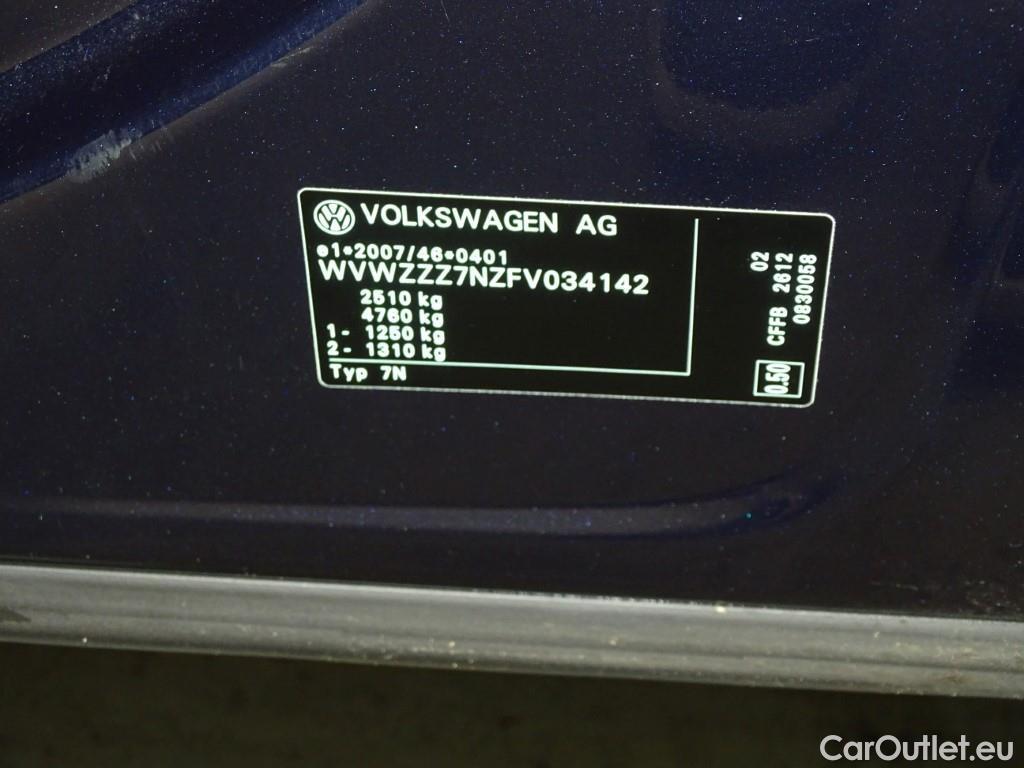 VOLKSWAGEN AG
e1*2007/46*0401
WVWZZZ7NZFV034142
2510 kg
4760 kg
1- 1250 kg
2- 1310 kg
Typ 7N
02
CFFB 2612
0830058
0.50
CarOutlet.eu